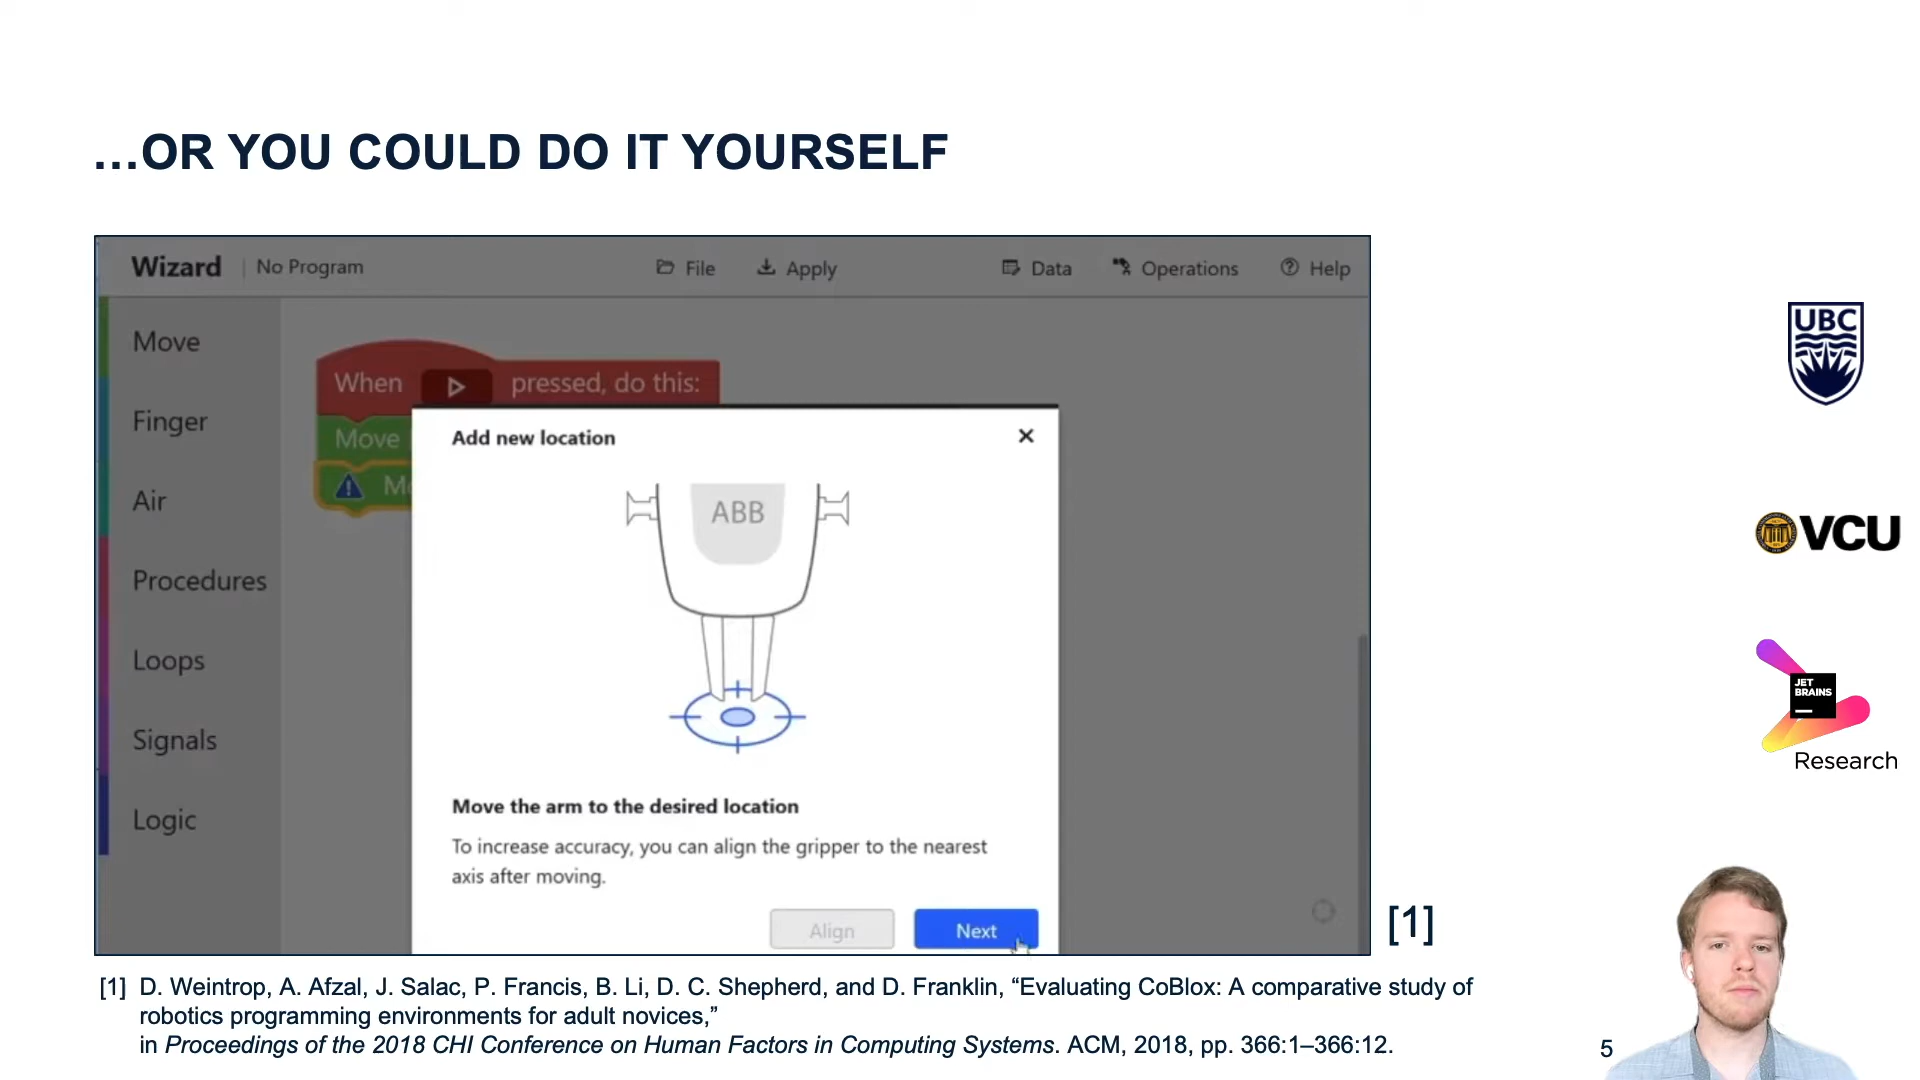 …OR YOU COULD DO IT YOURSELF
Wizard
No Program
File
Apply
Data
Operations
Help
Move
Finger
Air
Procedures
Loops
Signals
Logic
When pressed, do this:
Move
Add new location
ABB
Move the arm to the desired location
To increase accuracy, you can align the gripper to the nearest
axis after moving.
Align
Next
[1]
UBC
VCU
JET
BRAINS
Research
[1] D. Weintrop, A. Afzal, J. Salac, P. Francis, B. Li, D. C. Shepherd, and D. Franklin, “Evaluating CoBlox: A comparative study of
robotics programming environments for adult novices,”
in Proceedings of the 2018 CHI Conference on Human Factors in Computing Systems. ACM, 2018, pp. 366:1–366:12.
5